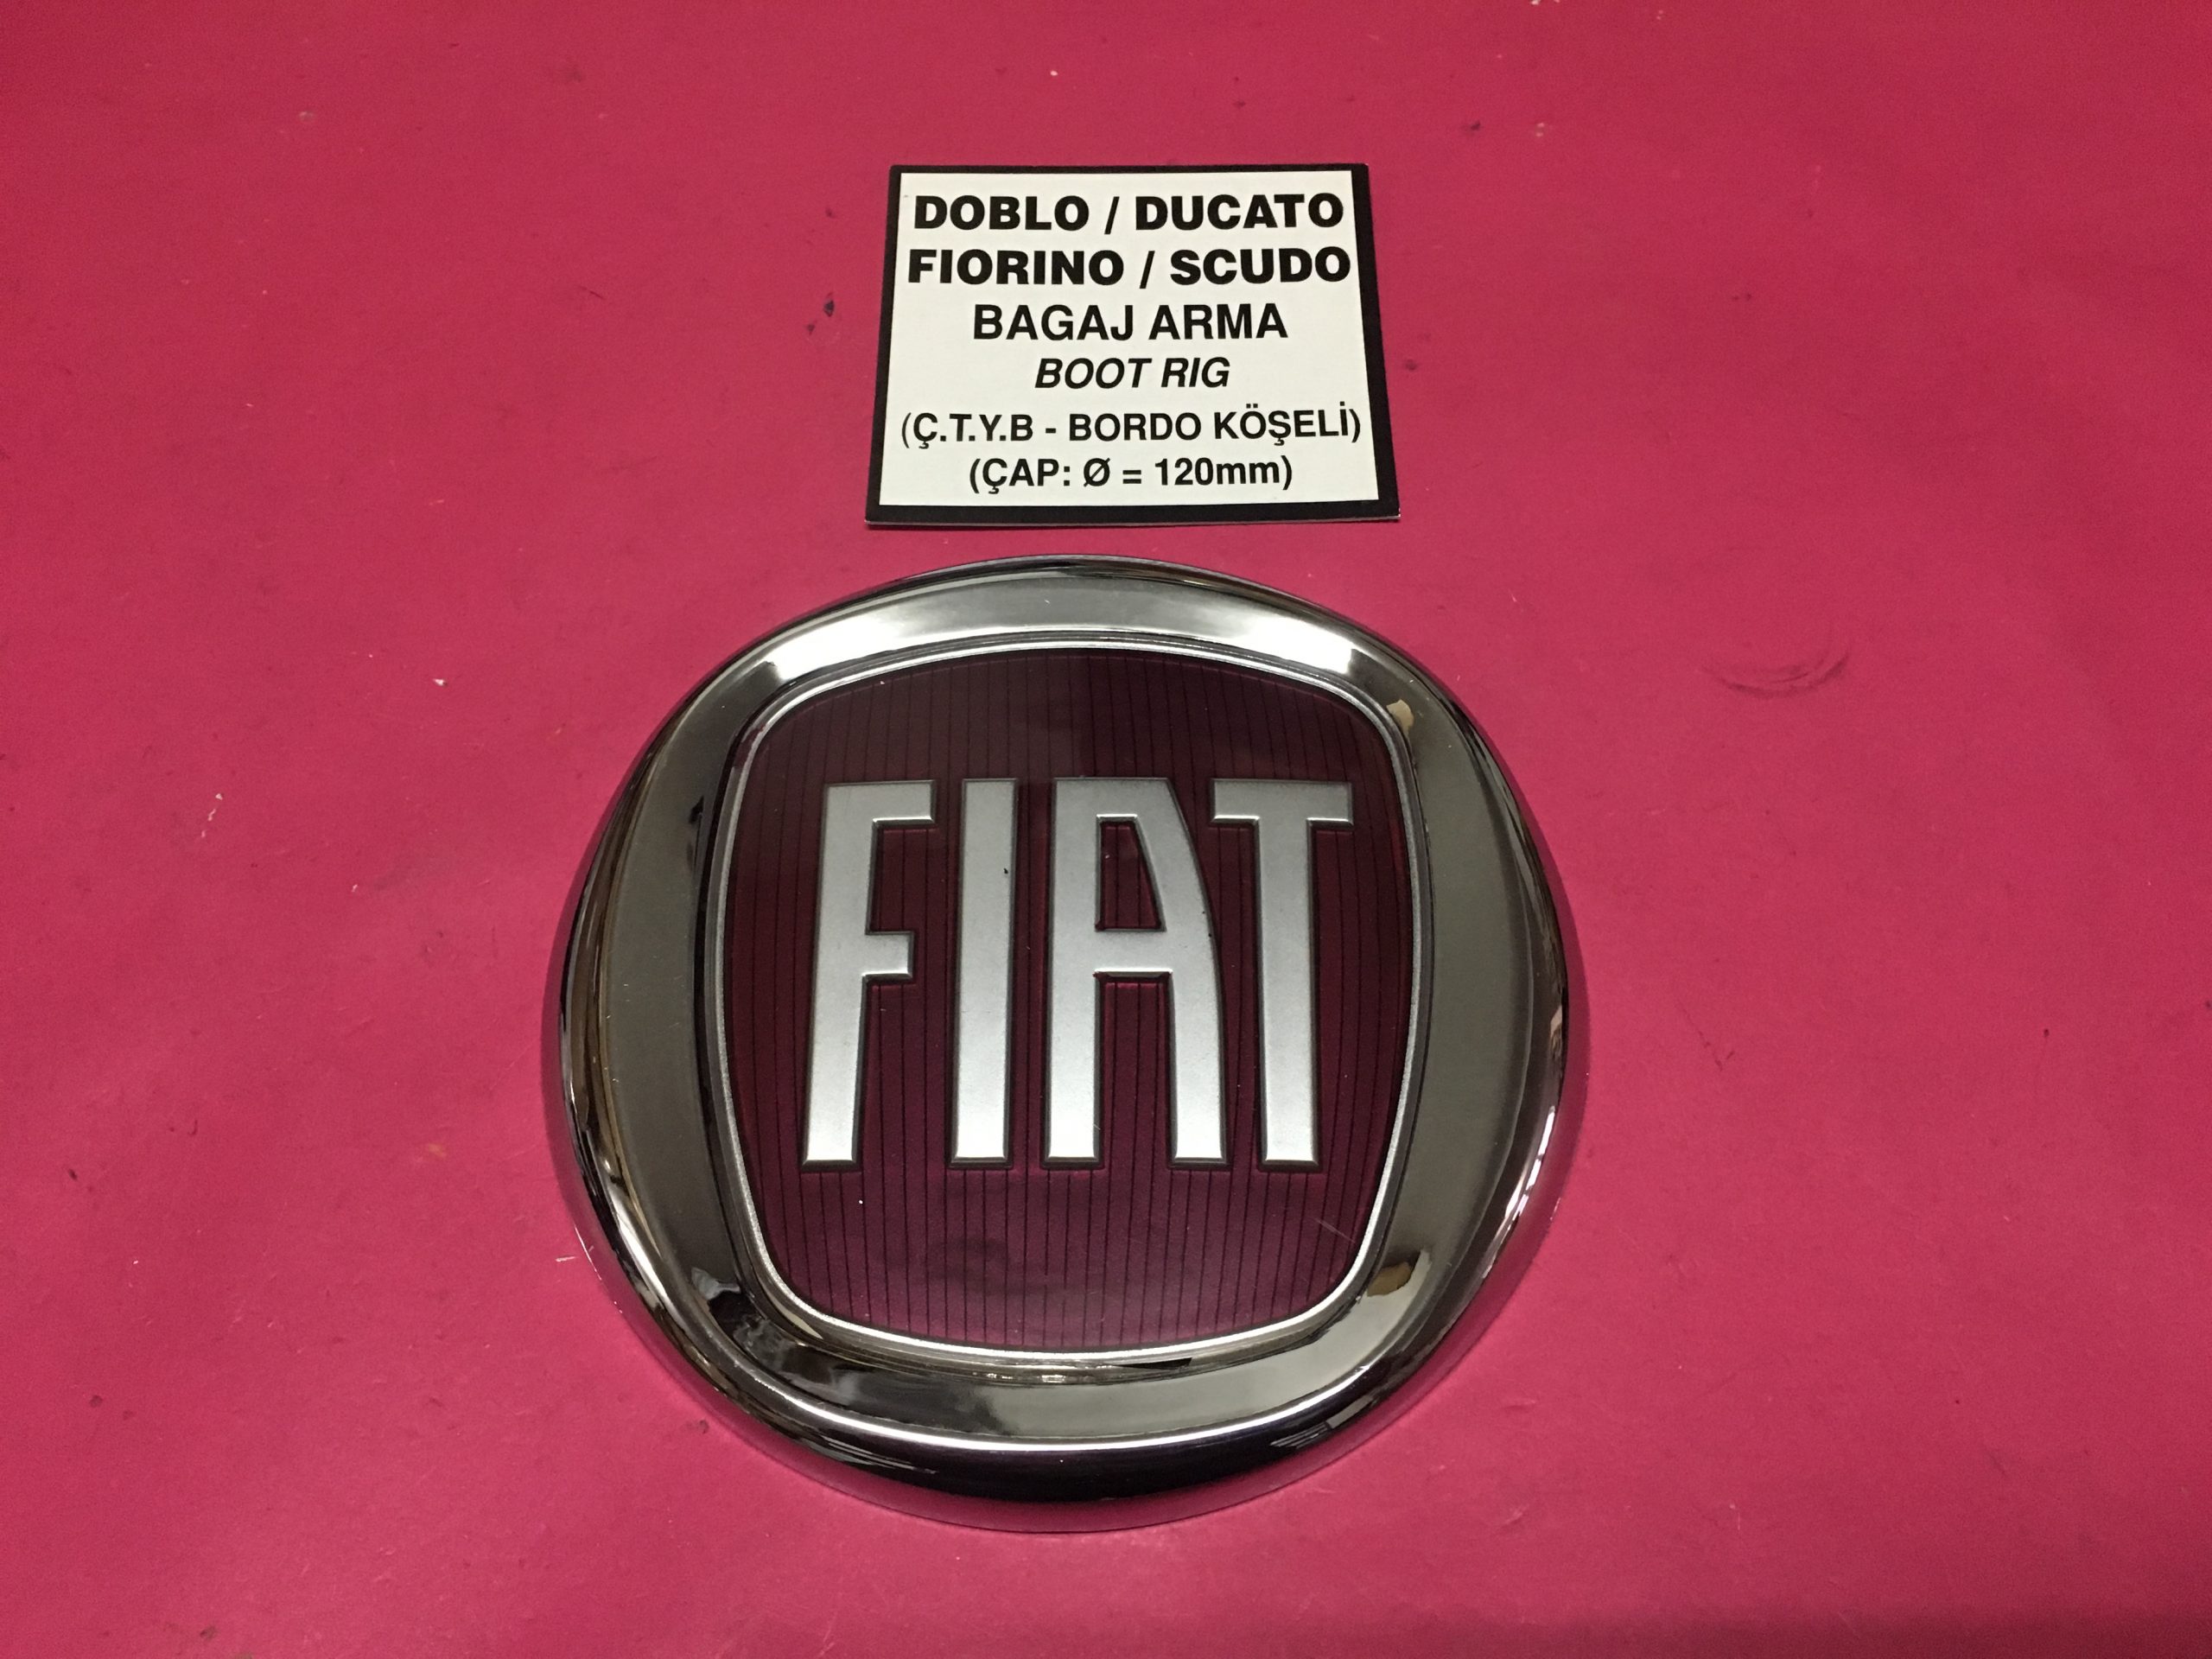 DOBLO / DUCATO
FIORINO / SCUDO
BAGAJ ARMA
BOOT RIG
(Ç.T.Y.B - BORDO KÖŞELİ)
(ÇAP: Ø = 120mm)
FIAT